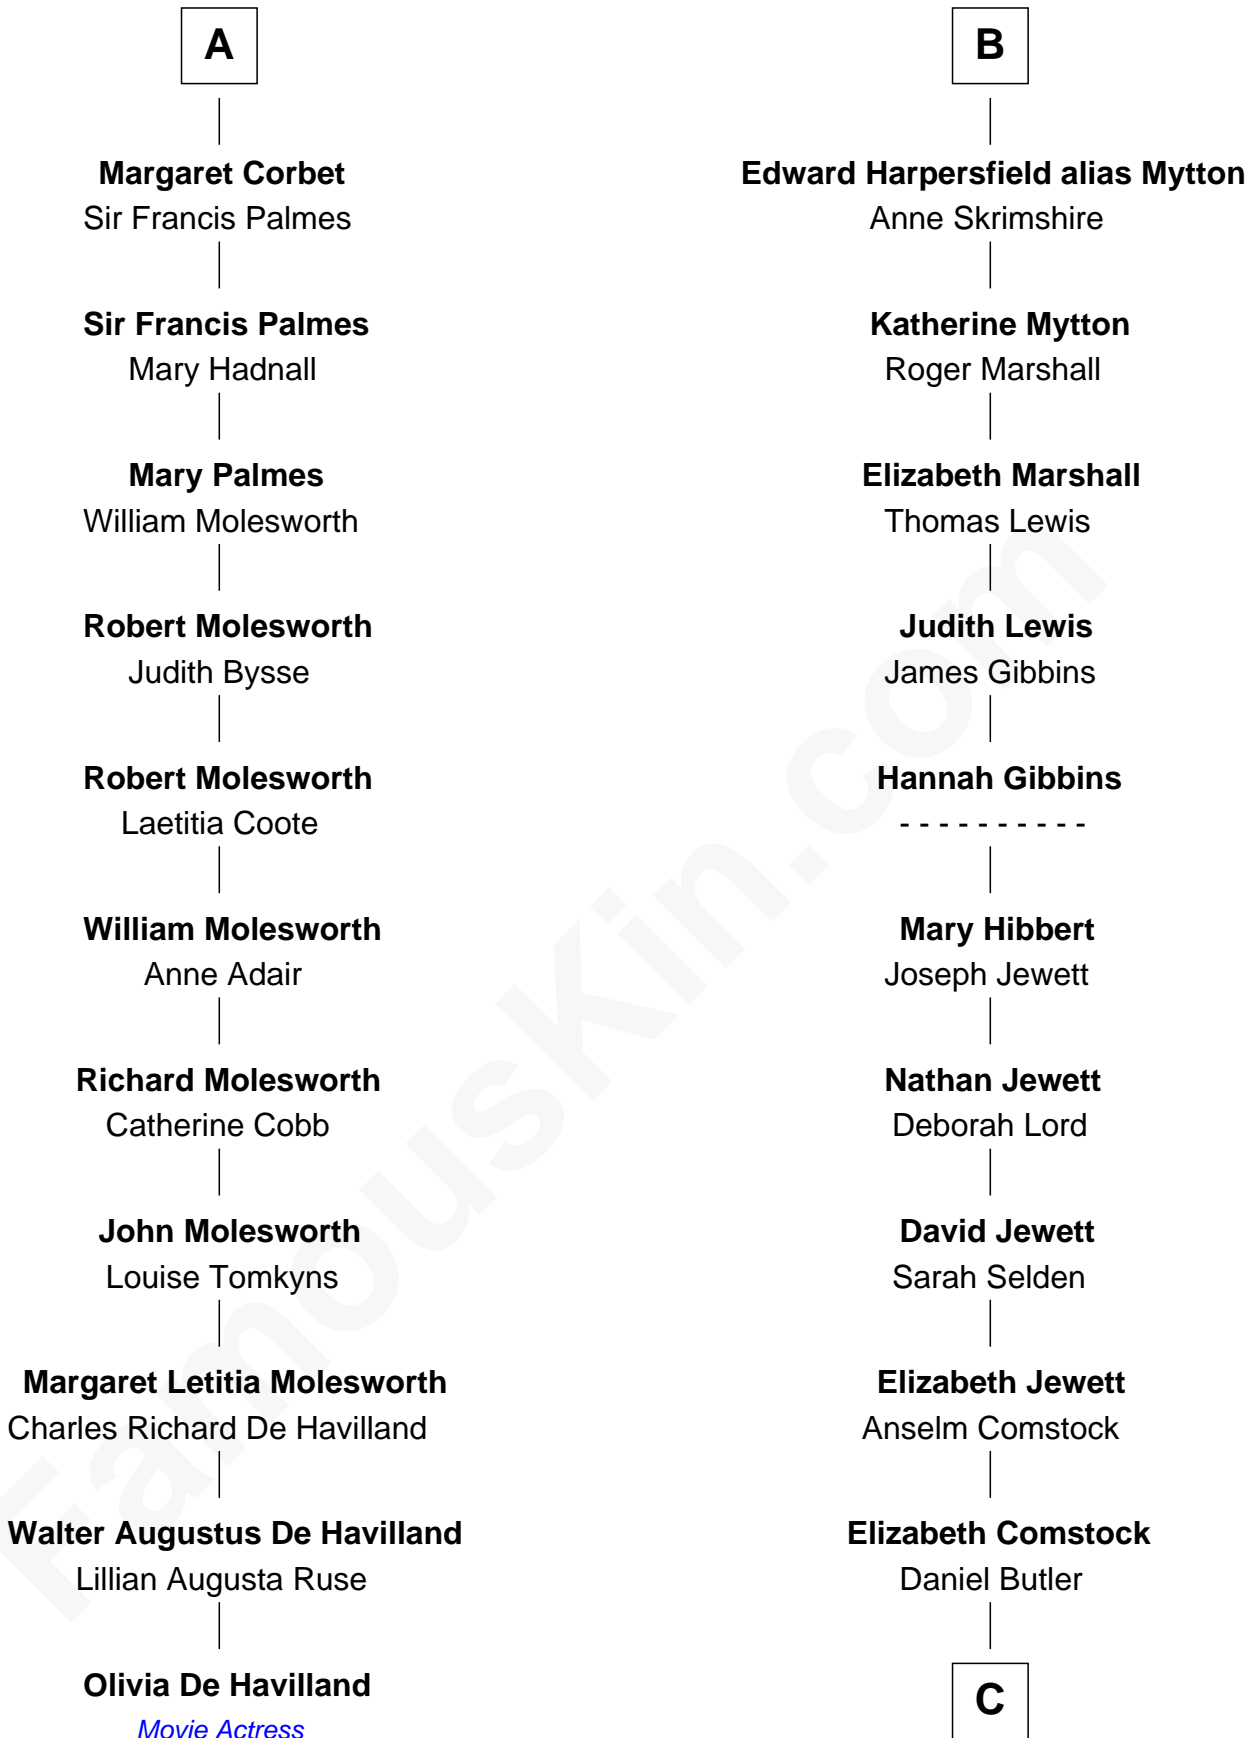 A
Margaret Corbet
Sir Francis Palmes
Sir Francis Palmes
Mary Hadnall
Mary Palmes
William Molesworth
Robert Molesworth
Judith Bysse
Robert Molesworth
Laetitia Coote
William Molesworth
Anne Adair
Richard Molesworth
Catherine Cobb
John Molesworth
Louise Tomkyns
Margaret Letitia Molesworth
Charles Richard De Havilland
Walter Augustus De Havilland
Lillian Augusta Ruse
Olivia De Havilland
Movie Actress
B
Edward Harpersfield alias Mytton
Anne Skrimshire
Katherine Mytton
Roger Marshall
Elizabeth Marshall
Thomas Lewis
Judith Lewis
James Gibbins
Hannah Gibbins
- - - - - - - - - -
Mary Hibbert
Joseph Jewett
Nathan Jewett
Deborah Lord
David Jewett
Sarah Selden
Elizabeth Jewett
Anselm Comstock
Elizabeth Comstock
Daniel Butler
C
FamousKin.com